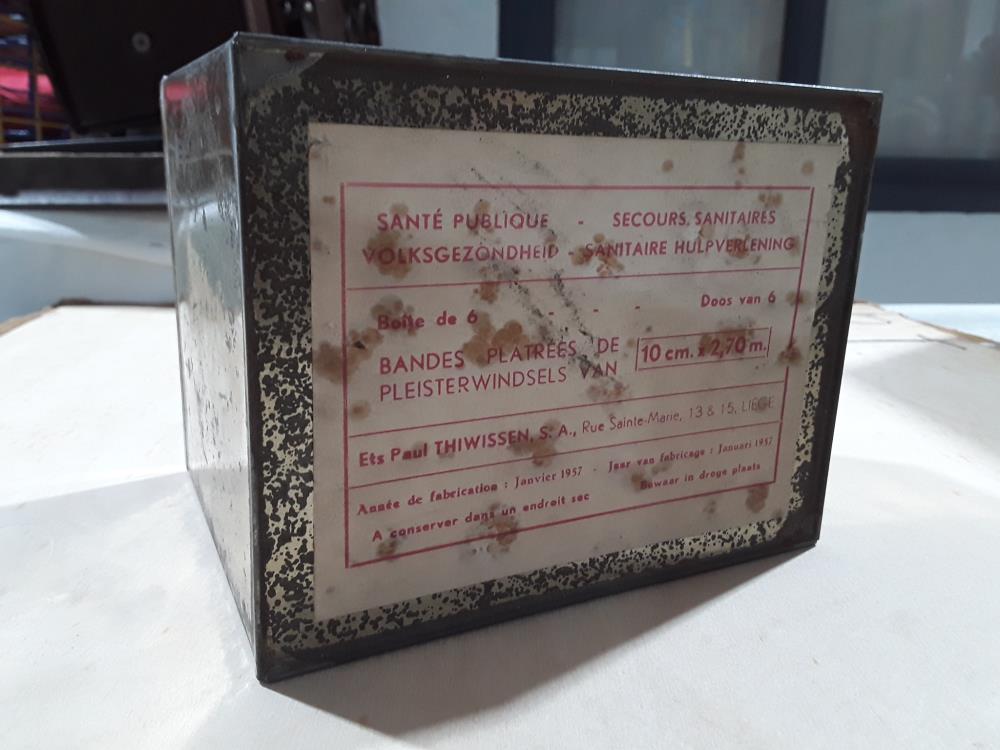 SANTÉ PUBLIQUE - SECOURS SANITAIRES
VOLKSGEZONDHEID - SANITAIRE HULPVERLENING
Boîte de 6 - - - Doos van 6
BANDES PLATREES DE
PLEISTERWINDSELS VAN
10 cm. x 2,70 m.
Ets Paul THIWISSEN, S. A., Rue Sainte-Marie, 13 & 15, LIEGE
Année de fabrication : Janvier 1957 - Jaar van fabricage : Januari 1957
A conserver dans un endroit sec Bewaar in droge plaats